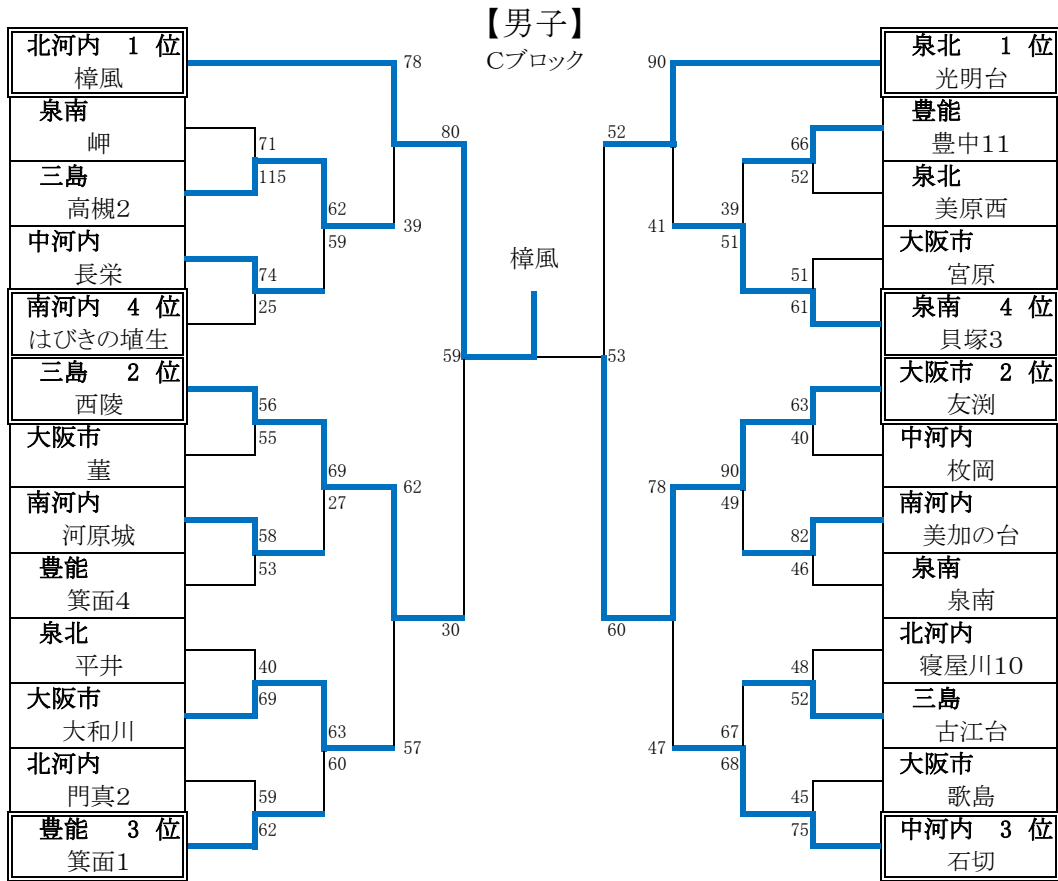 【男子】
Cブロック
北河内 1 位
樟風
泉南
岬
三島
高槻2
中河内
長栄
南河内 4 位
はびきの埴生
三島 2 位
西陵
大阪市
菫
南河内
河原城
豊能
箕面4
泉北
平井
大阪市
大和川
北河内
門真2
豊能 3 位
箕面1
71
115
74
25
56
55
58
53
40
69
59
62
62
59
69
27
63
60
78
39
62
57
80
30
59
樟風
53
52
60
90
41
78
47
39
51
90
49
67
68
66
52
51
61
63
40
82
46
48
52
45
75
泉北 1 位
光明台
豊能
豊中11
泉北
美原西
大阪市
宮原
泉南 4 位
貝塚3
大阪市 2 位
友渕
中河内
枚岡
南河内
美加の台
泉南
泉南
北河内
寝屋川10
三島
古江台
大阪市
歌島
中河内 3 位
石切